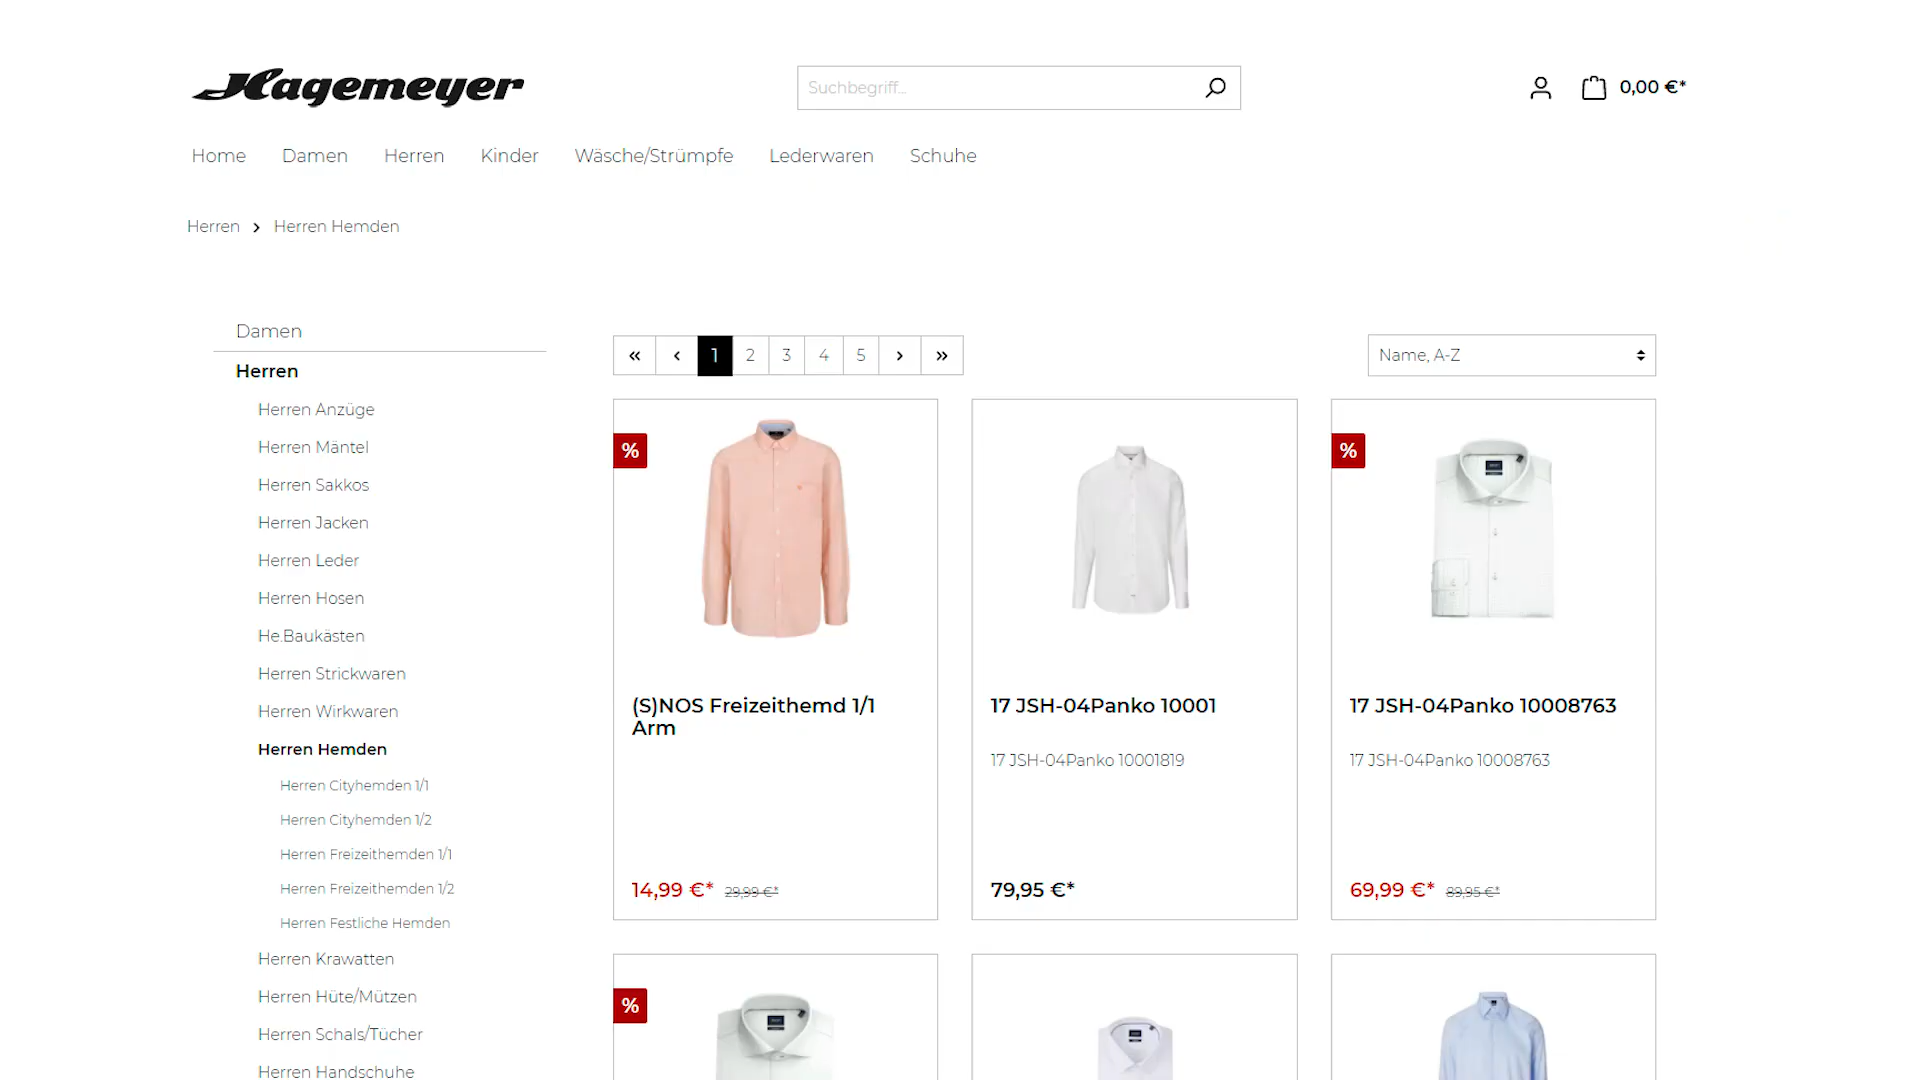 Hagemeyer
Suchbegriff...
0,00 €*
Home Damen Herren Kinder Wäsche/Strümpfe Lederwaren Schuhe
Herren > Herren Hemden
Damen
Herren
Herren Anzüge
Herren Mäntel
Herren Sakkos
Herren Jacken
Herren Leder
Herren Hosen
He.Baukästen
Herren Strickwaren
Herren Wirkwaren
Herren Hemden
Herren Cityhemden 1/1
Herren Cityhemden 1/2
Herren Freizeithemden 1/1
Herren Freizeithemden 1/2
Herren Festliche Hemden
Herren Krawatten
Herren Hüte/Mützen
Herren Schals/Tücher
Herren Handschuhe
« ‹ 1 2 3 4 5 › »
Name, A-Z
%
(S)NOS Freizeithemd 1/1
Arm
14,99 €* 29,99 €*
17 JSH-04Panko 10001
17 JSH-04Panko 10001819
79,95 €*
%
17 JSH-04Panko 10008763
17 JSH-04Panko 10008763
69,99 €* 89,95 €*
%